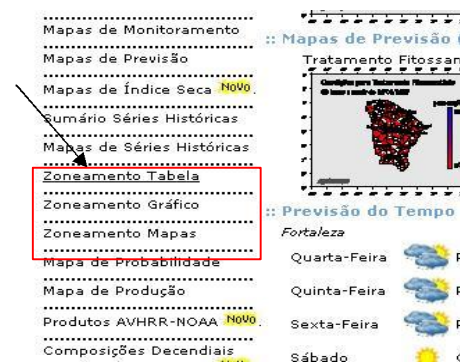 Mapas de Monitoramento
Mapas de Previsão
Mapas de Índice Seca Novo.
Sumário Séries Históricas
Mapas de Séries Históricas
Zoneamento Tabela
Zoneamento Gráfico
Zoneamento Mapas
Mapa de Probabilidade
Mapa de Produção
Produtos AVHRR-NOAA Novo.
Composições Decendiais
:: Mapas de Previsão (
Tratamento Fitossan
:: Previsão do Tempo
Fortaleza
Quarta-Feira
Quinta-Feira
Sexta-Feira
Sábado